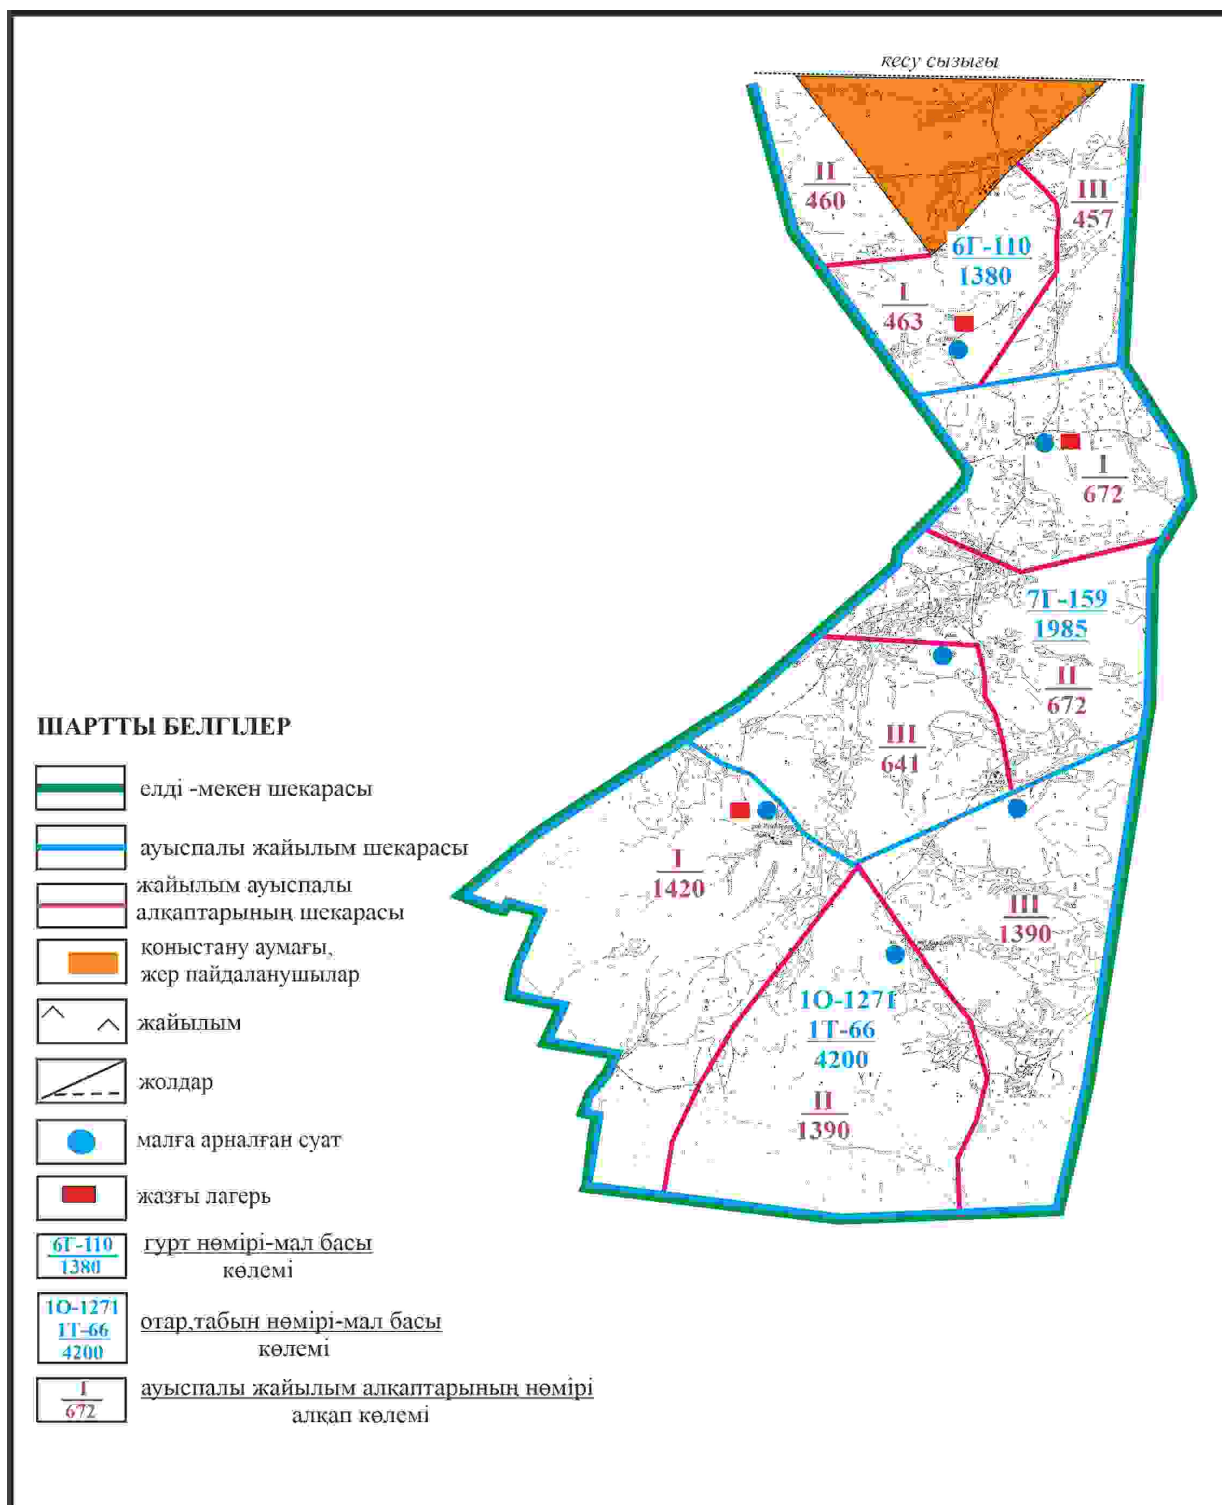 кесу сызығы
II
460
III
457
6Г-110
1380
I
463
I
672
7Г-159
1985
II
672
III
641
I
1420
III
1390
1О-1271
1Т-66
4200
II
1390
ШАРТТЫ БЕЛГІЛЕР
елді -мекен шекарасы
ауыспалы жайылым шекарасы
жайылым ауыспалы
алқаптарының шекарасы
қоныстану аумағы,
жер пайдаланушылар
жайылым
жолдар
малға арналған суат
жазғы лагерь
6Г-110
1380
гурт нөмірі-мал басы
көлемі
1О-1271
1Т-66
4200
отар,табын нөмірі-мал басы
көлемі
I
672
ауыспалы жайылым алқаптарының нөмірі
алқап көлемі